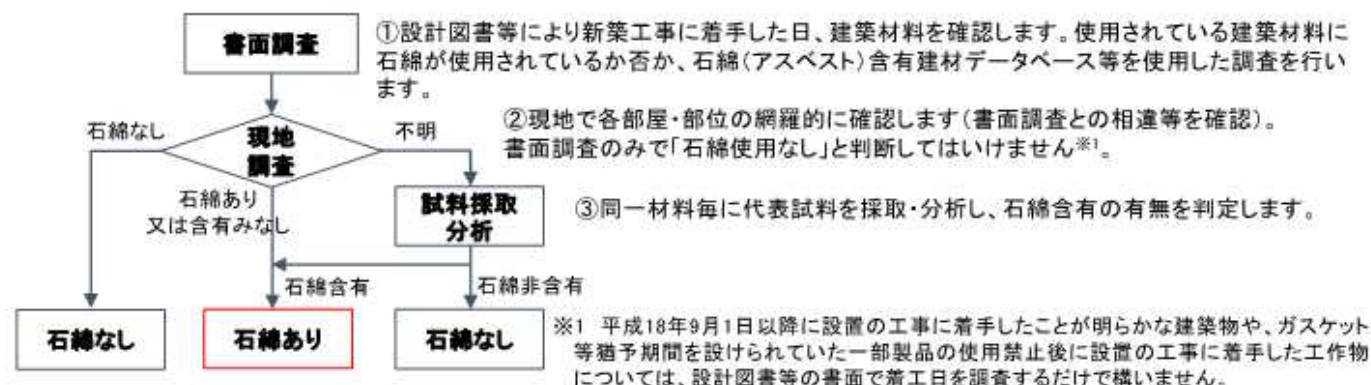 書面調査
①設計図書等により新築工事に着手した日、建築材料を確認します。使用されている建築材料に
石綿が使用されているか否か、石綿（アスベスト）含有建材データベース等を使用した調査を行い
ます。
石綿なし
現地
調査
不明
②現地で各部屋・部位の網羅的に確認します（書面調査との相違等を確認）。
書面調査のみで「石綿使用なし」と判断してはいけません※1。
石綿あり
又は含有みなし
試料採取
分析
③同一材料毎に代表試料を採取・分析し、石綿含有の有無を判定します。
石綿含有
石綿非含有
石綿なし
石綿あり
石綿なし
※1 平成18年9月1日以降に設置の工事に着手したことが明らかな建築物や、ガスケット
等猶予期間を設けられていた一部製品の使用禁止後に設置の工事に着手した工作物
については、設計図書等の書面で着工日を調査するだけで構いません。